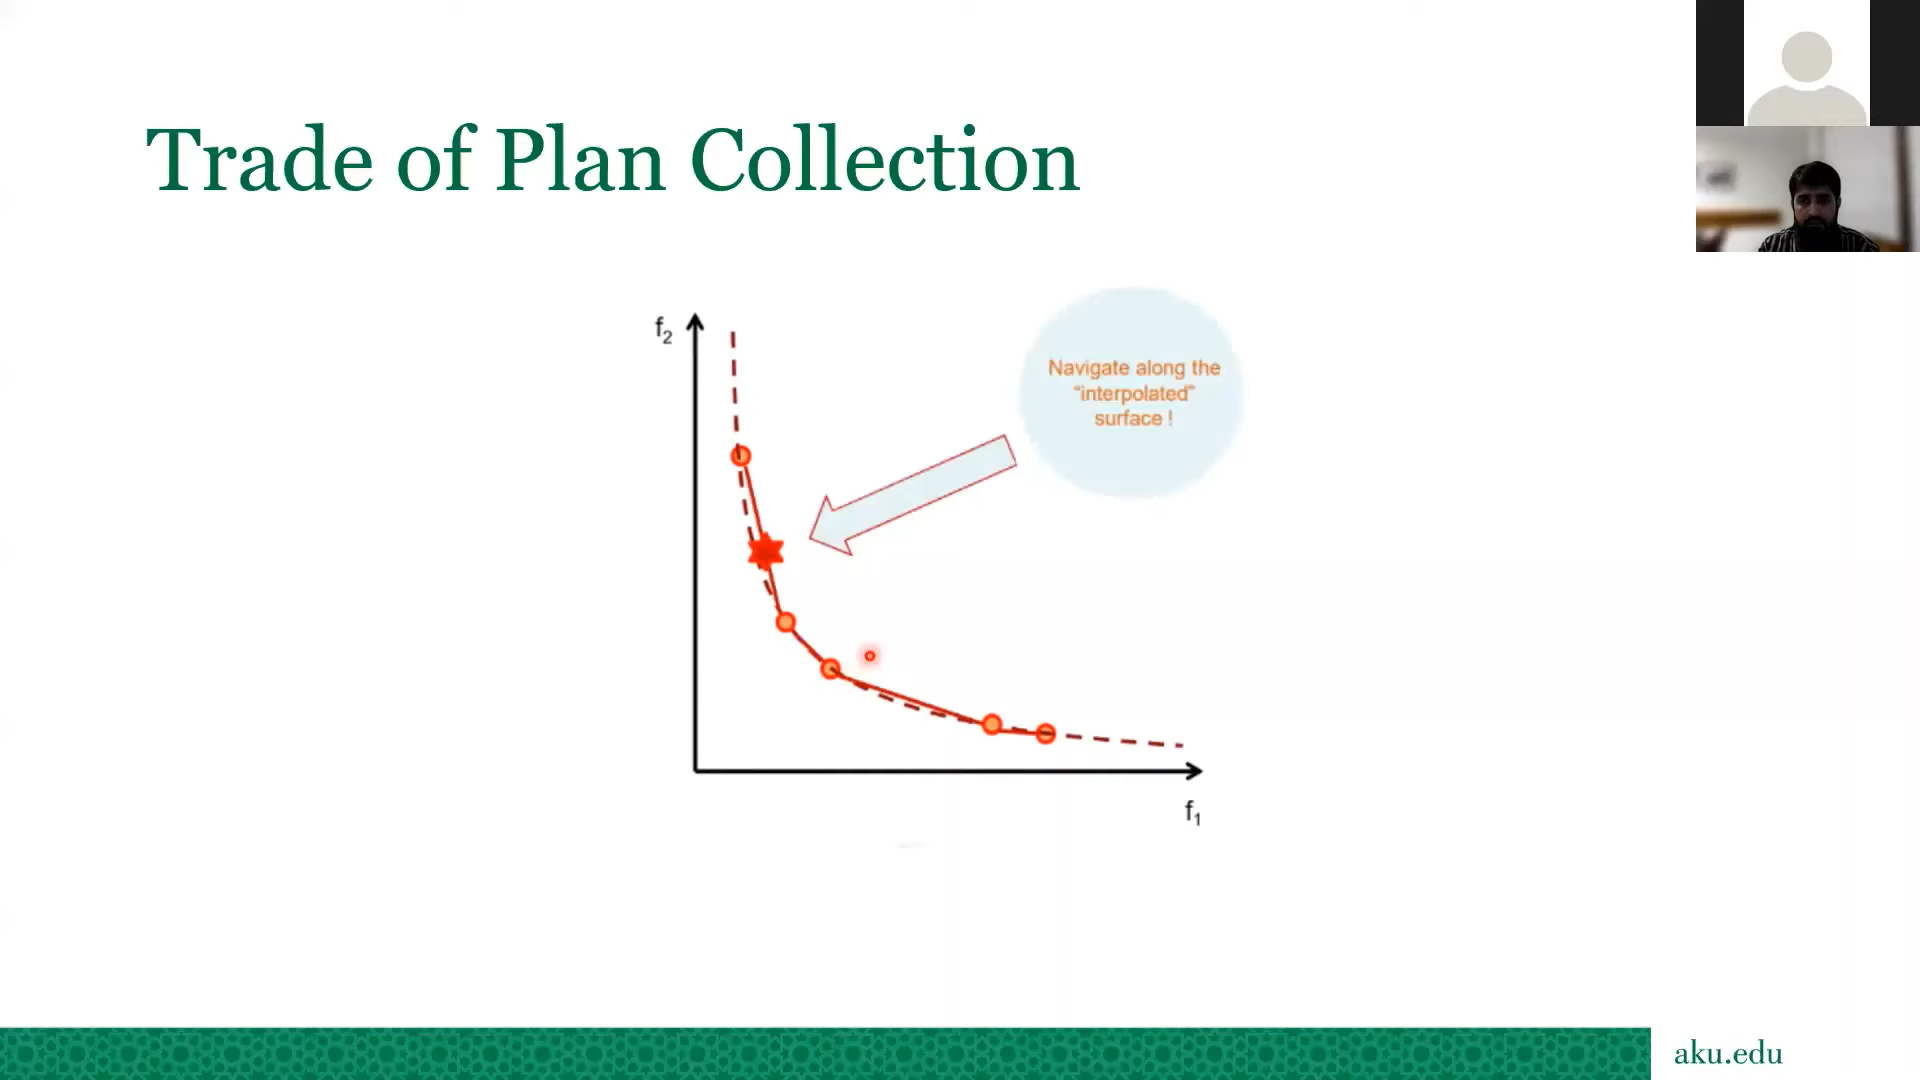 Trade of Plan Collection
f₂
Navigate along the
“interpolated”
surface !
f₁
aku.edu